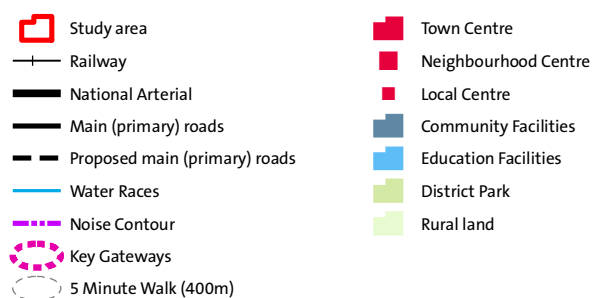 Study area
Railway
National Arterial
Main (primary) roads
Proposed main (primary) roads
Water Races
Noise Contour
Key Gateways
5 Minute Walk (400m)
Town Centre
Neighbourhood Centre
Local Centre
Community Facilities
Education Facilities
District Park
Rural land